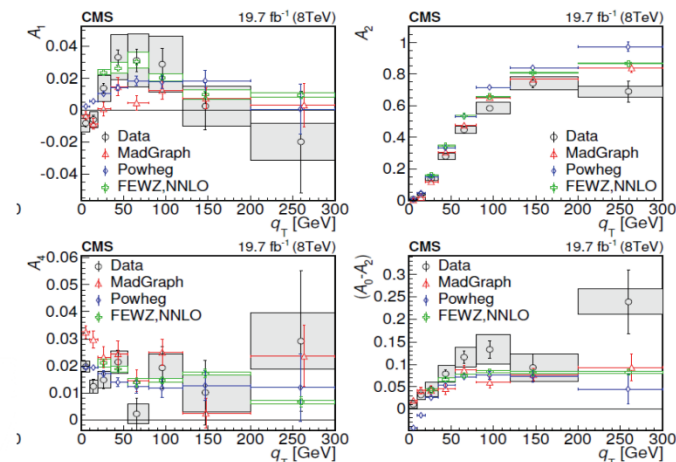 CMS 19.7 fb⁻¹ (8TeV)
A₁
0.04
0.02
0
-0.02
-0.04
Data
MadGraph
Powheg
FEWZ,NNLO
0 50 100 150 200 250 300
q_T [GeV]
CMS 19.7 fb⁻¹ (8TeV)
A₂
1
0.8
0.6
0.4
0.2
0
Data
MadGraph
Powheg
FEWZ,NNLO
0 50 100 150 200 250 300
q_T [GeV]
CMS 19.7 fb⁻¹ (8TeV)
A₄
0.06
0.05
0.04
0.03
0.02
0.01
0
Data
MadGraph
Powheg
FEWZ,NNLO
0 50 100 150 200 250 300
CMS 19.7 fb⁻¹ (8TeV)
(A₀-A₂)
0.3
0.25
0.2
0.15
0.1
0.05
0
Data
MadGraph
Powheg
FEWZ,NNLO
0 50 100 150 200 250 300